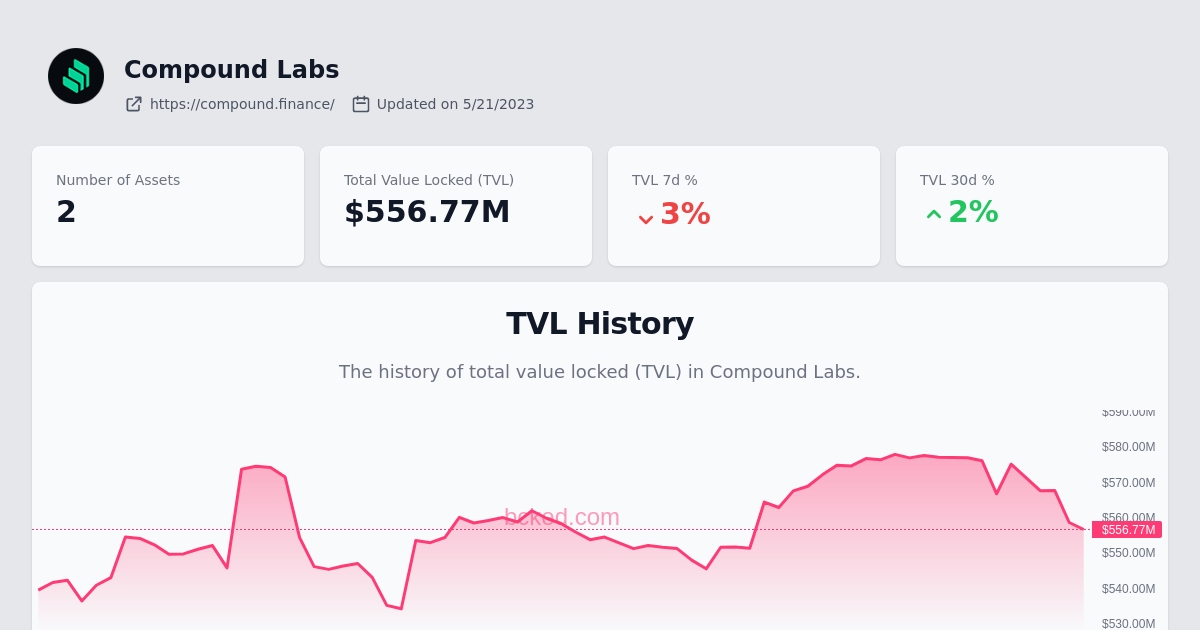 Compound Labs
https://compound.finance/ Updated on 5/21/2023
Number of Assets
2
Total Value Locked (TVL)
$556.77M
TVL 7d %
3%
TVL 30d %
2%
TVL History
The history of total value locked (TVL) in Compound Labs.
$590.00M
$580.00M
$570.00M
$560.00M
$556.77M
$550.00M
$540.00M
$530.00M